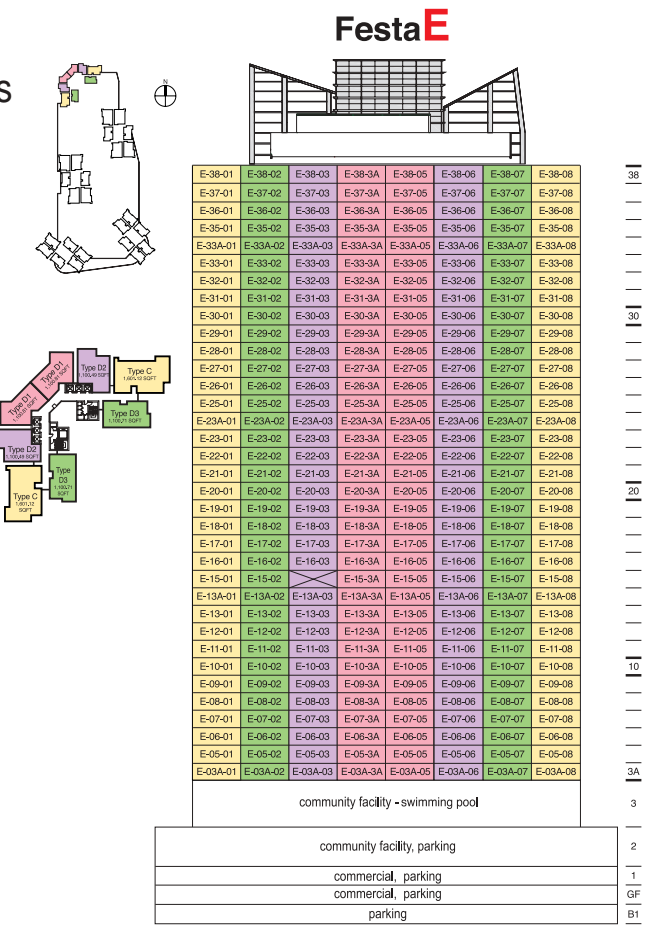 FestaE
S
N
E-38-01 E-38-02 E-38-03 E-38-3A E-38-05 E-38-06 E-38-07 E-38-08 38
E-37-01 E-37-02 E-37-03 E-37-3A E-37-05 E-37-06 E-37-07 E-37-08
E-36-01 E-36-02 E-36-03 E-36-3A E-36-05 E-36-06 E-36-07 E-36-08
E-35-01 E-35-02 E-35-03 E-35-3A E-35-05 E-35-06 E-35-07 E-35-08
E-33A-01 E-33A-02 E-33A-03 E-33A-3A E-33A-05 E-33A-06 E-33A-07 E-33A-08
E-33-01 E-33-02 E-33-03 E-33-3A E-33-05 E-33-06 E-33-07 E-33-08
E-32-01 E-32-02 E-32-03 E-32-3A E-32-05 E-32-06 E-32-07 E-32-08
E-31-01 E-31-02 E-31-03 E-31-3A E-31-05 E-31-06 E-31-07 E-31-08
E-30-01 E-30-02 E-30-03 E-30-3A E-30-05 E-30-06 E-30-07 E-30-08 30
E-29-01 E-29-02 E-29-03 E-29-3A E-29-05 E-29-06 E-29-07 E-29-08
E-28-01 E-28-02 E-28-03 E-28-3A E-28-05 E-28-06 E-28-07 E-28-08
E-27-01 E-27-02 E-27-03 E-27-3A E-27-05 E-27-06 E-27-07 E-27-08
E-26-01 E-26-02 E-26-03 E-26-3A E-26-05 E-26-06 E-26-07 E-26-08
E-25-01 E-25-02 E-25-03 E-25-3A E-25-05 E-25-06 E-25-07 E-25-08
E-23A-01 E-23A-02 E-23A-03 E-23A-3A E-23A-05 E-23A-06 E-23A-07 E-23A-08
E-23-01 E-23-02 E-23-03 E-23-3A E-23-05 E-23-06 E-23-07 E-23-08
E-22-01 E-22-02 E-22-03 E-22-3A E-22-05 E-22-06 E-22-07 E-22-08
E-21-01 E-21-02 E-21-03 E-21-3A E-21-05 E-21-06 E-21-07 E-21-08
E-20-01 E-20-02 E-20-03 E-20-3A E-20-05 E-20-06 E-20-07 E-20-08 20
E-19-01 E-19-02 E-19-03 E-19-3A E-19-05 E-19-06 E-19-07 E-19-08
E-18-01 E-18-02 E-18-03 E-18-3A E-18-05 E-18-06 E-18-07 E-18-08
E-17-01 E-17-02 E-17-03 E-17-3A E-17-05 E-17-06 E-17-07 E-17-08
E-16-01 E-16-02 E-16-03 E-16-3A E-16-05 E-16-06 E-16-07 E-16-08
E-15-01 E-15-02 E-15-3A E-15-05 E-15-06 E-15-07 E-15-08
E-13A-01 E-13A-02 E-13A-03 E-13A-3A E-13A-05 E-13A-06 E-13A-07 E-13A-08
E-13-01 E-13-02 E-13-03 E-13-3A E-13-05 E-13-06 E-13-07 E-13-08
E-12-01 E-12-02 E-12-03 E-12-3A E-12-05 E-12-06 E-12-07 E-12-08
E-11-01 E-11-02 E-11-03 E-11-3A E-11-05 E-11-06 E-11-07 E-11-08
E-10-01 E-10-02 E-10-03 E-10-3A E-10-05 E-10-06 E-10-07 E-10-08 10
E-09-01 E-09-02 E-09-03 E-09-3A E-09-05 E-09-06 E-09-07 E-09-08
E-08-01 E-08-02 E-08-03 E-08-3A E-08-05 E-08-06 E-08-07 E-08-08
E-07-01 E-07-02 E-07-03 E-07-3A E-07-05 E-07-06 E-07-07 E-07-08
E-06-01 E-06-02 E-06-03 E-06-3A E-06-05 E-06-06 E-06-07 E-06-08
E-05-01 E-05-02 E-05-03 E-05-3A E-05-05 E-05-06 E-05-07 E-05-08
E-03A-01 E-03A-02 E-03A-03 E-03A-3A E-03A-05 E-03A-06 E-03A-07 E-03A-08 3A
community facility - swimming pool 3
community facility, parking 2
commercial, parking 1
commercial, parking GF
parking B1
Type D1
Type D2
1,100,49 SQFT
Type C
1,601,12 SQFT
Type D1
Type D3
1,100,71 SQFT
Type D2
1,100,49 SQFT
Type
D3
1,100,71
SQFT
Type C
1,601,12
SQFT